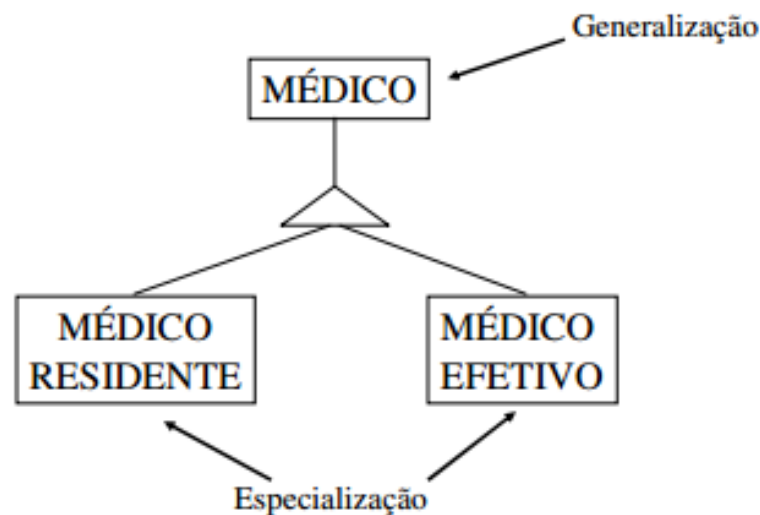 Generalização
MÉDICO
MÉDICO
RESIDENTE
MÉDICO
EFETIVO
Especialização